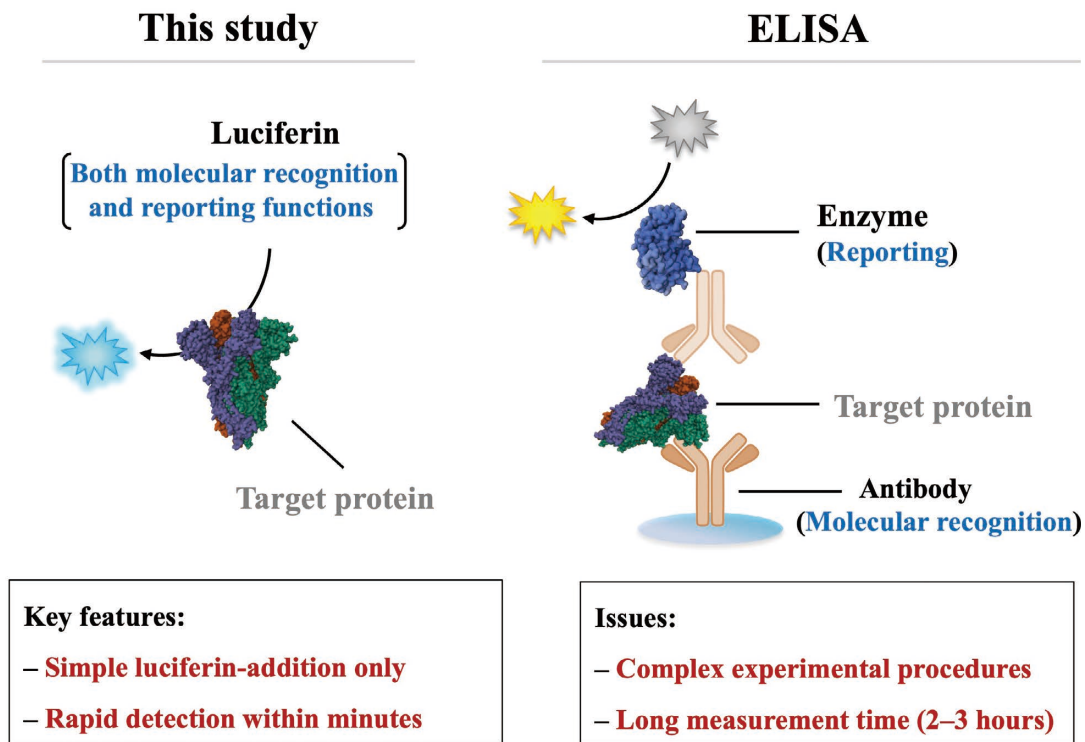 This study
Luciferin
Both molecular recognition
and reporting functions
Target protein
Key features:
– Simple luciferin-addition only
– Rapid detection within minutes
ELISA
Enzyme
(Reporting)
Target protein
Antibody
(Molecular recognition)
Issues:
– Complex experimental procedures
– Long measurement time (2–3 hours)